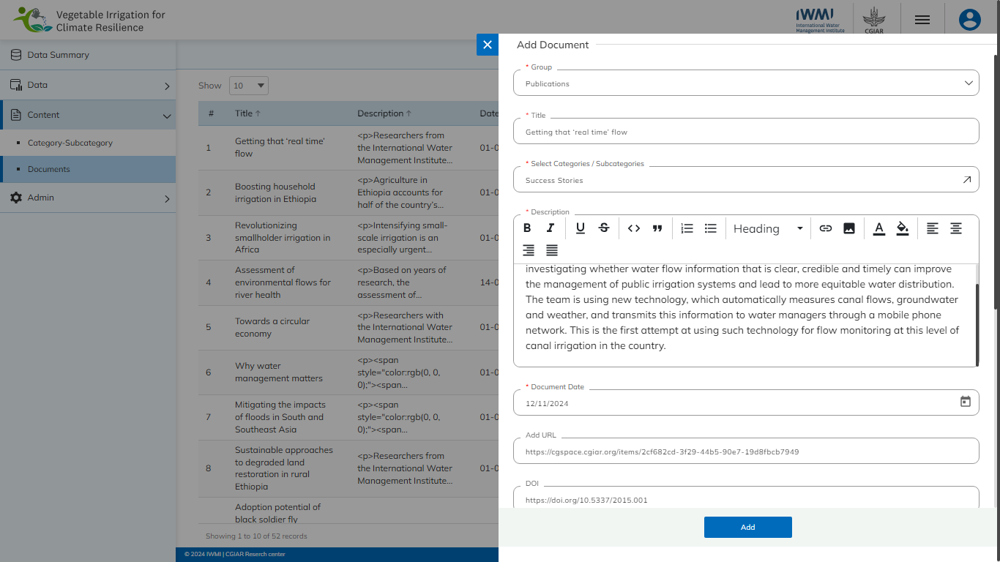 Vegetable Irrigation for
Climate Resilience
IWMI
International Water
Management Institute
CGIAR
Data Summary
Data
Content
Category-Subcategory
Documents
Admin
Show 10
# Title Description Date
1 Getting that ‘real time’ flow <p>Researchers from the International Water Management Institute... 01-0
2 Boosting household irrigation in Ethiopia <p>Agriculture in Ethiopia accounts for half of the country’s... 01-0
3 Revolutionizing smallholder irrigation in Africa <p>Intensifying small-scale irrigation is an especially urgent... 01-0
4 Assessment of environmental flows for river health <p>Based on years of research, the assessment of... 14-0
5 Towards a circular economy <p>Researchers with the International Water Management Institute... 01-0
6 Why water management matters <p><span style="color:rgb(0, 0, 0);"><span... 01-0
7 Mitigating the impacts of floods in South and Southeast Asia <p><span style="color:rgb(0, 0, 0);"><span... 01-0
8 Sustainable approaches to degraded land restoration in rural Ethiopia <p>Researchers from the International Water Management Institute... 01-0
Adoption potential of black soldier fly
Showing 1 to 10 of 52 records
© 2024 IWMI | CGIAR Reserch center
Add Document
* Group
Publications
* Title
Getting that ‘real time’ flow
* Select Categories / Subcategories
Success Stories
* Description
B I U S Heading A
investigating whether water flow information that is clear, credible and timely can improve
the management of public irrigation systems and lead to more equitable water distribution.
The team is using new technology, which automatically measures canal flows, groundwater
and weather, and transmits this information to water managers through a mobile phone
network. This is the first attempt at using such technology for flow monitoring at this level of
canal irrigation in the country.
* Document Date
12/11/2024
Add URL
https://cgspace.cgiar.org/items/2cf682cd-3f29-44b5-90e7-19d8fbcb7949
DOI
https://doi.org/10.5337/2015.001
Add